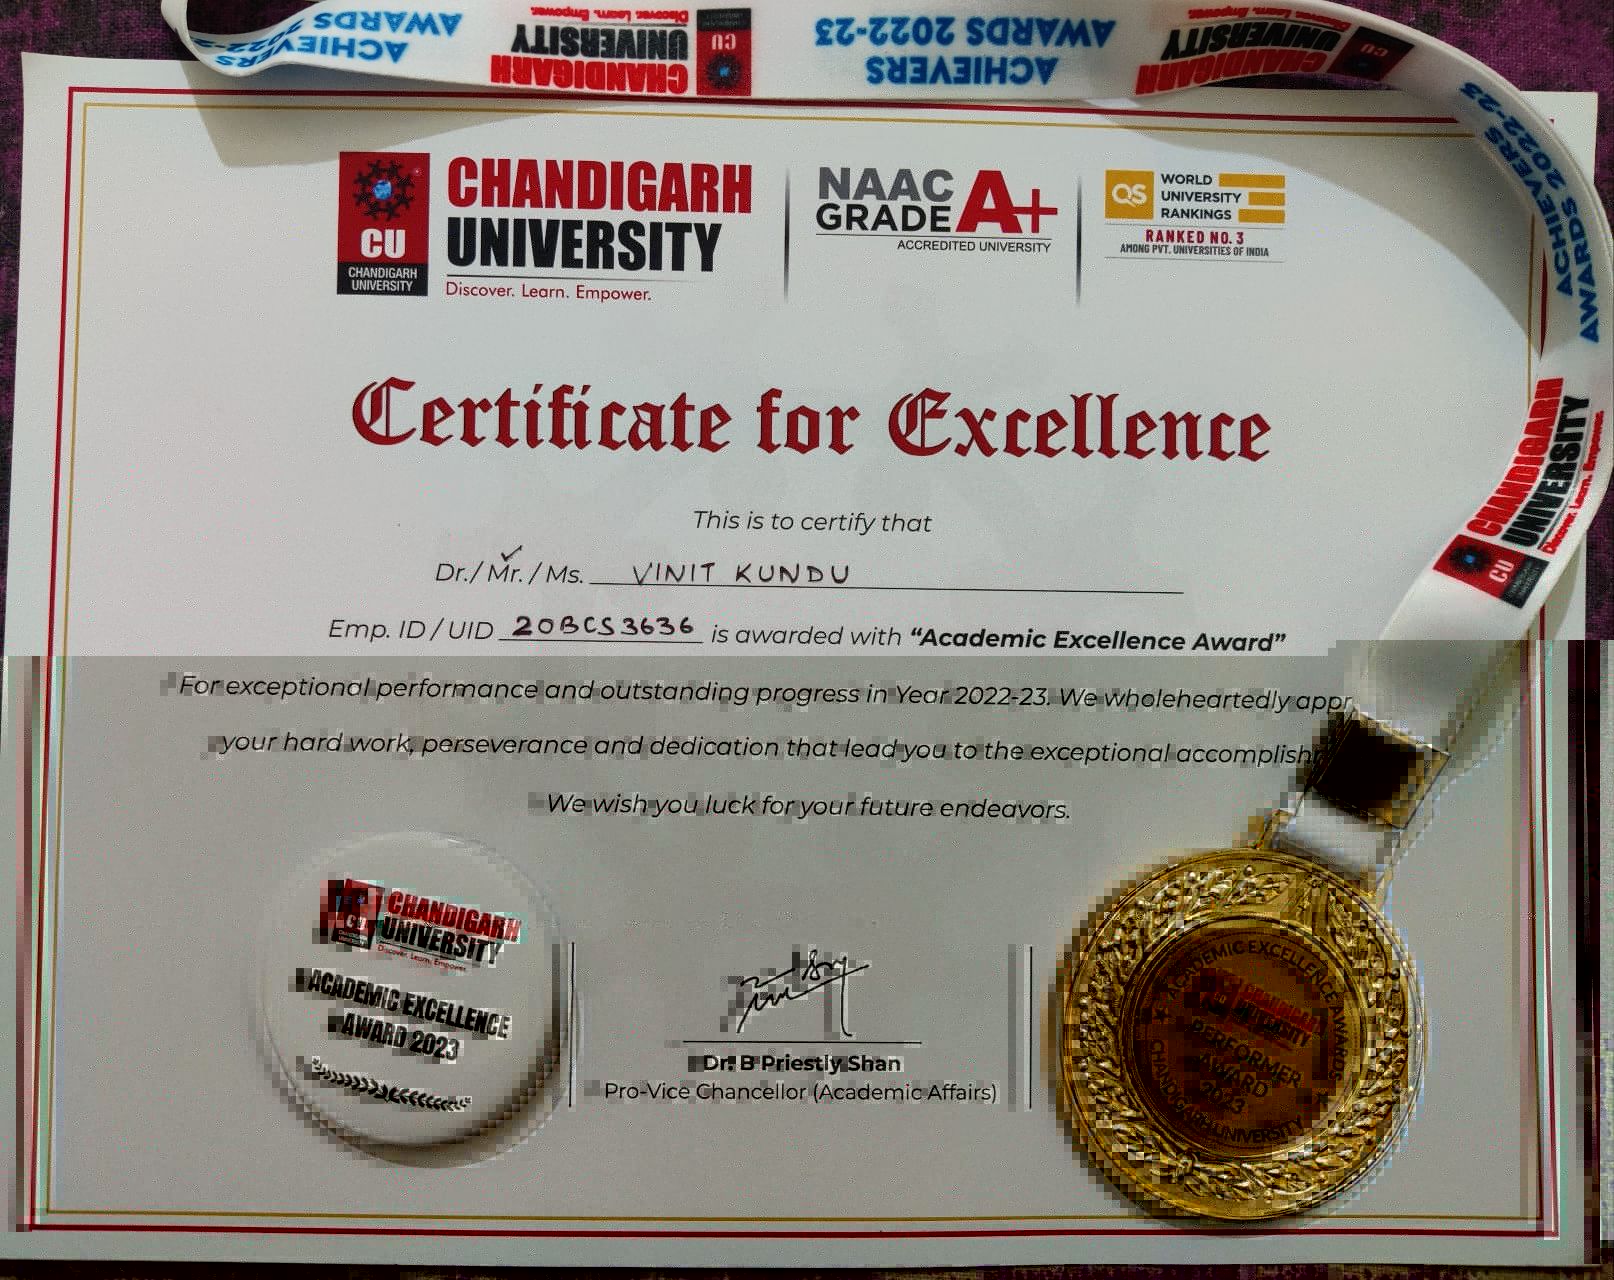 ACHIEVERS
AWARDS 2022-2
CHANDIGARH
UNIVERSITY
Discover. Learn. Empower.
CU
ACHIEVERS
AWARDS 2022-23
CHANDIGARH
UNIVERSITY
Discover. Learn. Empower.
CU
ACHIEVERS
AWARDS 2022-23
CHANDIGARH
UNIVERSITY
Discover. Learn. Empower.
CU
CU
CHANDIGARH
UNIVERSITY
CHANDIGARH
UNIVERSITY
Discover. Learn. Empower.
NAAC
GRADE A+
ACCREDITED UNIVERSITY
QS
WORLD
UNIVERSITY
RANKINGS
RANKED NO. 3
AMONG PVT. UNIVERSITIES OF INDIA
Certificate for Excellence
This is to certify that
Dr./ Mr. / Ms. VINIT KUNDU
Emp. ID / UID 20BCS3636 is awarded with “Academic Excellence Award”
For exceptional performance and outstanding progress in Year 2022-23. We wholeheartedly appr
your hard work, perseverance and dedication that lead you to the exceptional accomplish
We wish you luck for your future endeavors.
CU
CHANDIGARH
UNIVERSITY
Discover. Learn. Empower.
ACADEMIC EXCELLENCE
AWARD 2023
Dr. B Priestly Shan
Pro-Vice Chancellor (Academic Affairs)
ACADEMIC EXCELLENCE AWARDS
CHANDIGARH
UNIVERSITY
PERFORMER
AWARD
2023
CHANDIGARH UNIVERSITY